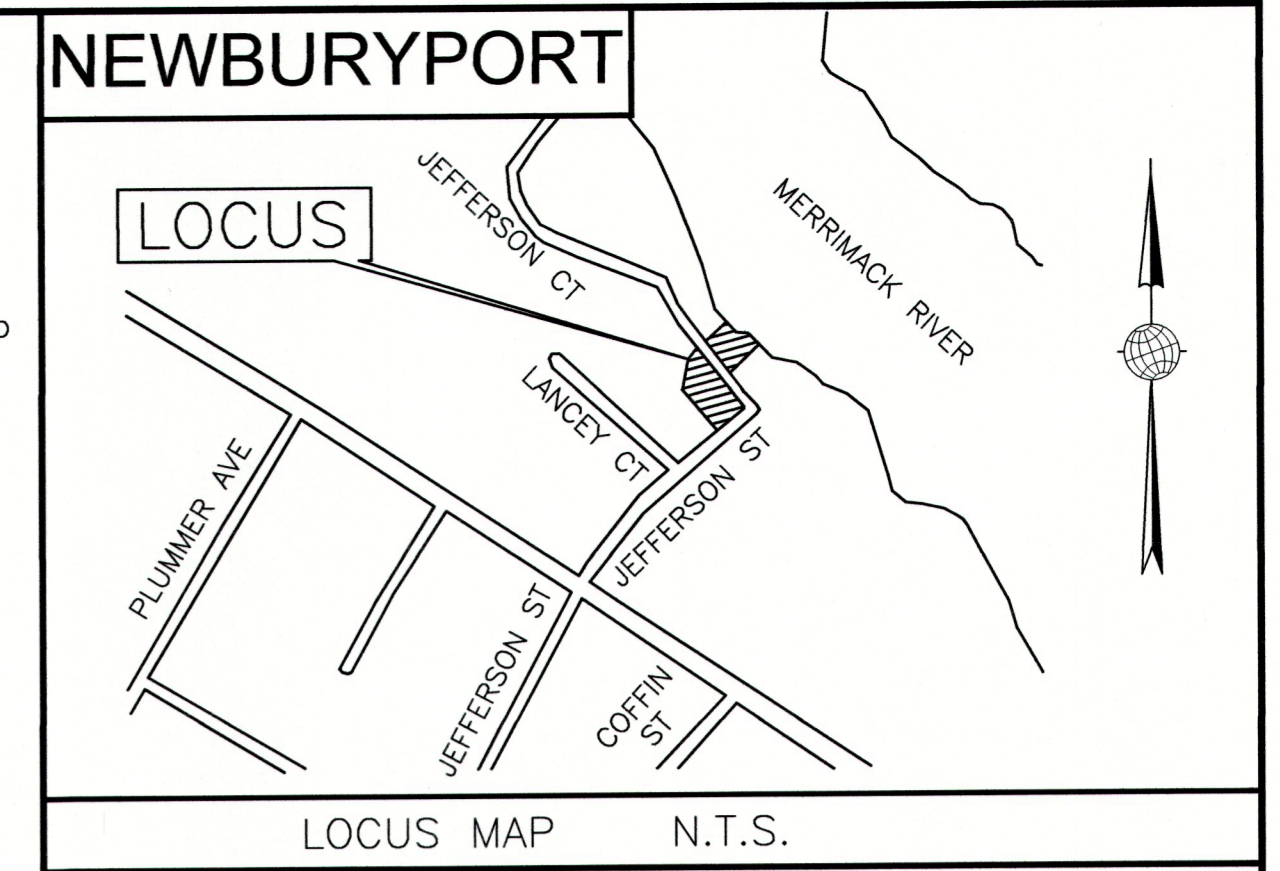 NEWBURYPORT
JEFFERSON CT
MERRIMACK RIVER
LOCUS
LANCEY CT
PLUMMER AVE
JEFFERSON ST
JEFFERSON ST
COFFIN
ST
LOCUS MAP N.T.S.